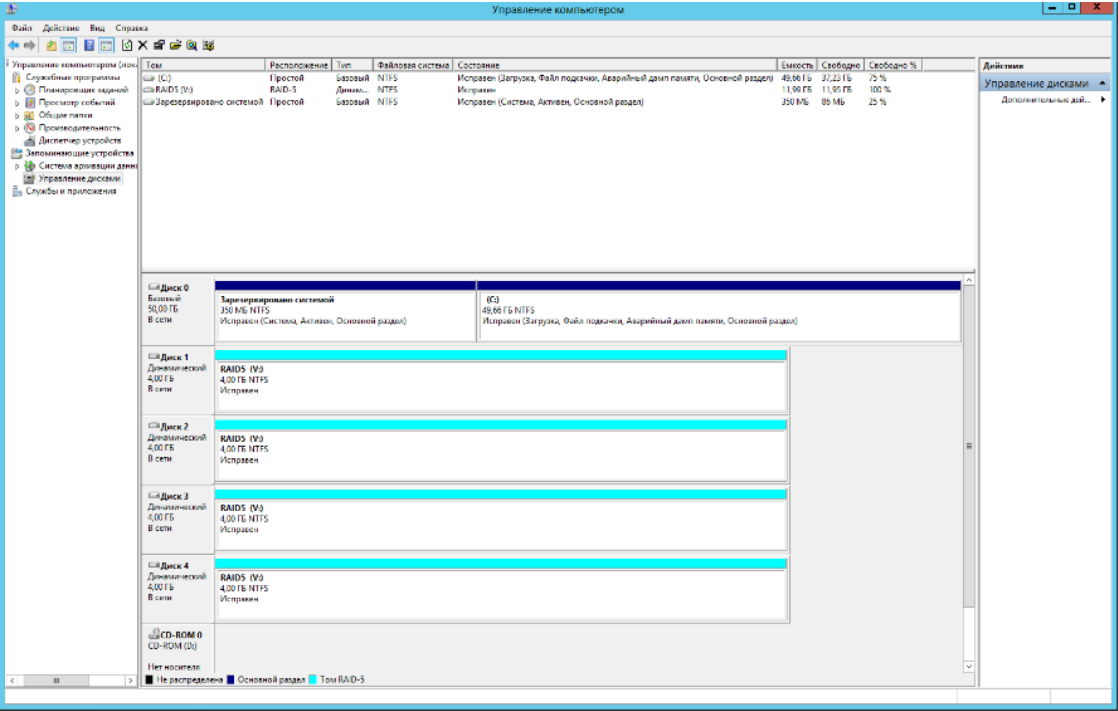 Управление компьютером
Файл Действие Вид Справка
Управление компьютером (лок
Служебные программы
Планировщик заданий
Просмотр событий
Общие папки
Производительность
Диспетчер устройств
Запоминающие устройства
Система архивации данн
Управление дисками
Службы и приложения
Том Расположение Тип Файловая система Состояние Емкость Свободно Свободно %
(C:) Простой Базовый NTFS Исправен (Загрузка, Файл подкачки, Аварийный дамп памяти, Основной раздел) 49,66 ГБ 37,23 ГБ 75 %
RAID5 (V:) RAID-5 Динам... NTFS Исправен 11,99 ГБ 11,95 ГБ 100 %
Зарезервировано системой Простой Базовый NTFS Исправен (Система, Активен, Основной раздел) 350 МБ 86 МБ 25 %
Действия
Управление дисками
Дополнительные дей...
Диск 0
Базовый
50,00 ГБ
В сети
Зарезервировано системой
350 МБ NTFS
Исправен (Система, Активен, Основной раздел)
(C:)
49,66 ГБ NTFS
Исправен (Загрузка, Файл подкачки, Аварийный дамп памяти, Основной раздел)
Диск 1
Динамический
4,00 ГБ
В сети
RAID5 (V:)
4,00 ГБ NTFS
Исправен
Диск 2
Динамический
4,00 ГБ
В сети
RAID5 (V:)
4,00 ГБ NTFS
Исправен
Диск 3
Динамический
4,00 ГБ
В сети
RAID5 (V:)
4,00 ГБ NTFS
Исправен
Диск 4
Динамический
4,00 ГБ
В сети
RAID5 (V:)
4,00 ГБ NTFS
Исправен
CD-ROM 0
CD-ROM (D:)
Нет носителя
Не распределена Основной раздел Том RAID-5